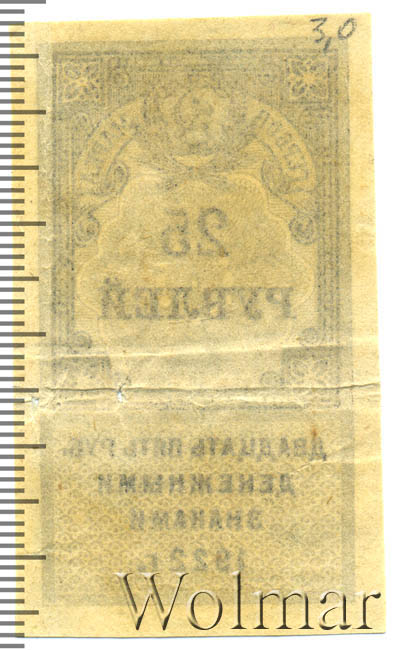 3,0
25
РУБЛЕЙ
ДВАДЦАТЬ ПЯТЬ РУБ.
ДЕНЕЖНЫМИ
ЗНАКАМИ
1922 г.
Wolmar